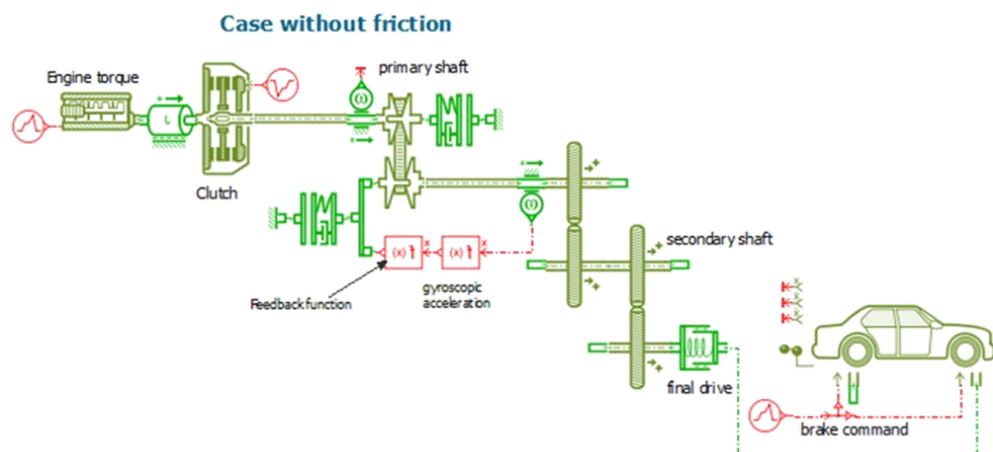 Case without friction
Engine torque
primary shaft
Clutch
ω
ω
(x)
(x)
x
x
secondary shaft
Feedback function
gyroscopic
acceleration
final drive
brake command